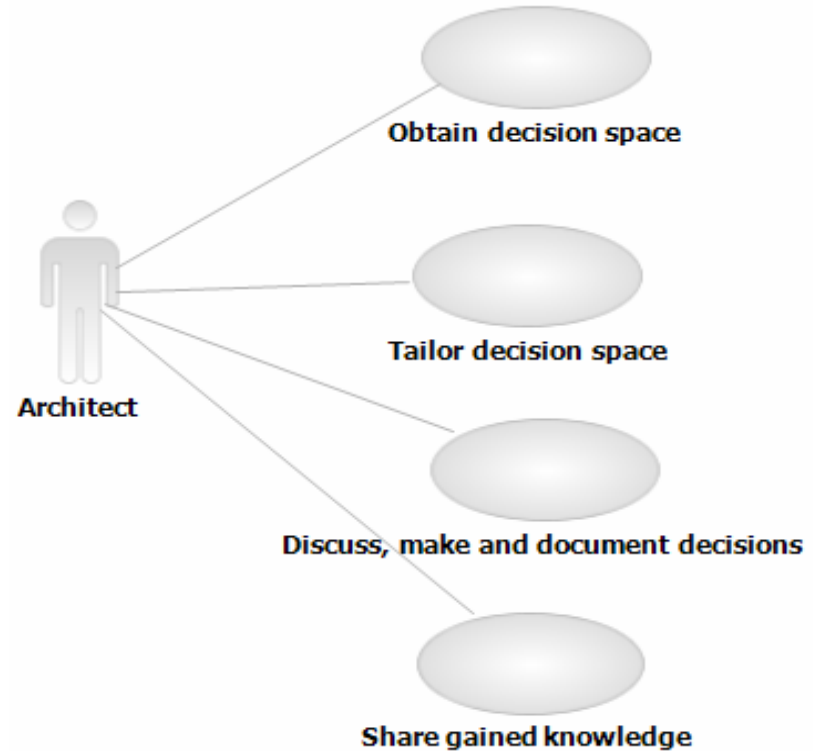 Obtain decision space
Tailor decision space
Architect
Discuss, make and document decisions
Share gained knowledge